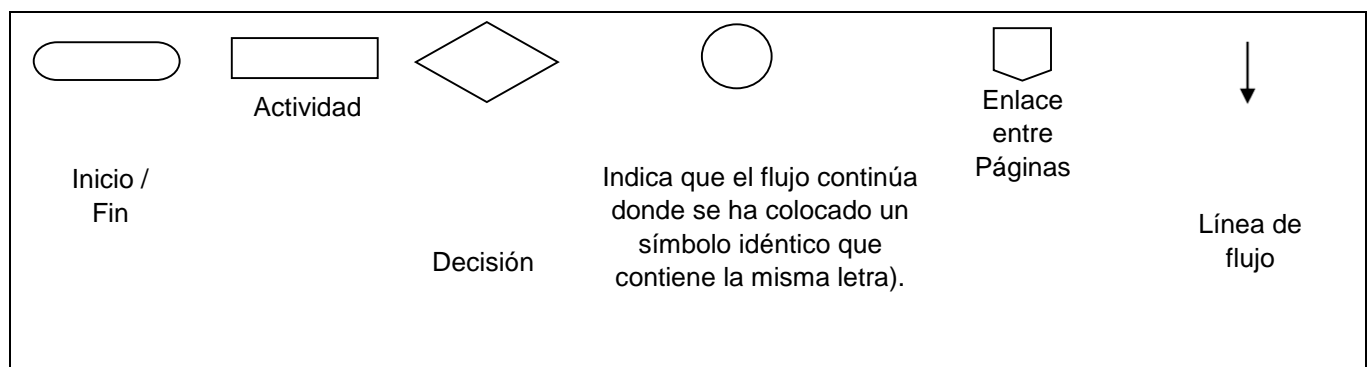 Inicio /
Fin
Actividad
Decisión
Indica que el flujo continúa
donde se ha colocado un
símbolo idéntico que
contiene la misma letra).
Enlace
entre
Páginas
Línea de
flujo